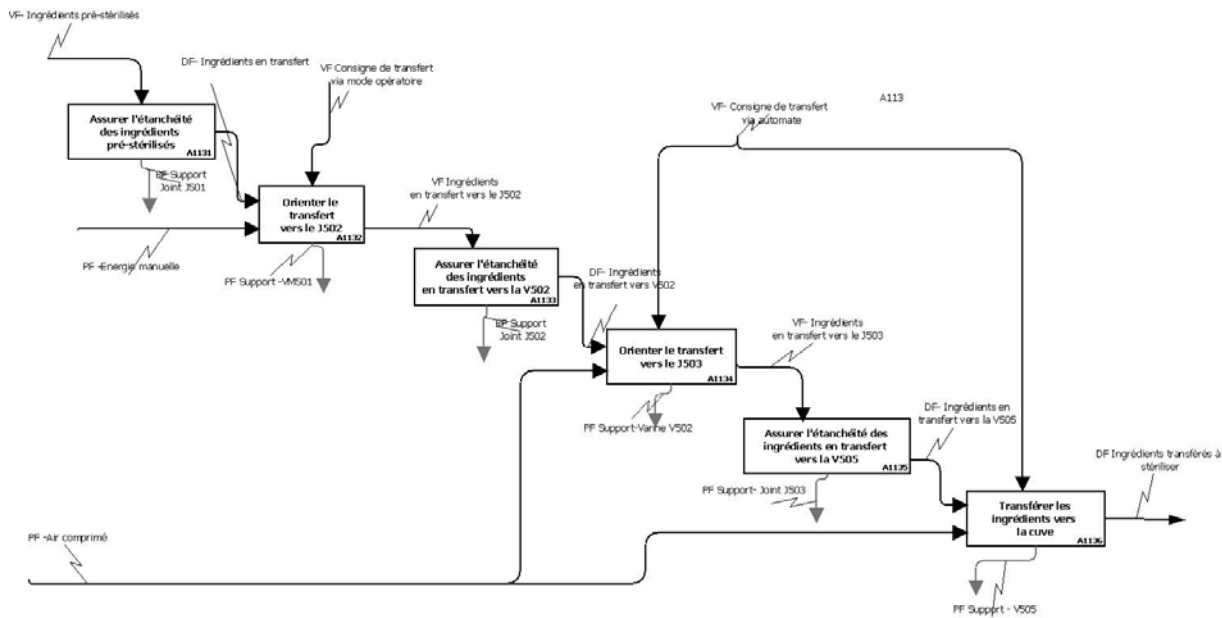 VF- Ingrédients pré-stérilisés
DF- Ingrédients en transfert
VF Consigne de transfert
via mode opératoire
A113
VF- Consigne de transfert
via automate
Assurer l'étanchéité
des ingrédients
pré-stérilisés
A1131
PF Support
Joint J501
Orienter le
transfert
vers le J502
A1132
VF Ingrédients
en transfert vers le J502
PF -Energie manuelle
PF Support -VM501
Assurer l'étanchéité
des ingrédients
en transfert vers la V502
A1133
DF- Ingrédients
en transfert vers V502
PF Support
Joint J502
Orienter le transfert
vers le J503
A1134
VF- Ingrédients
en transfert vers le J503
PF Support-Vanne V502
Assurer l'étanchéité des
ingrédients en transfert
vers la V505
A1135
DF- Ingrédients en
transfert vers la V505
PF Support- Joint J503
DF Ingrédients transférés à
stériliser
Transférer les
ingrédients vers
la cuve
A1136
PF -Air comprimé
PF Support - V505